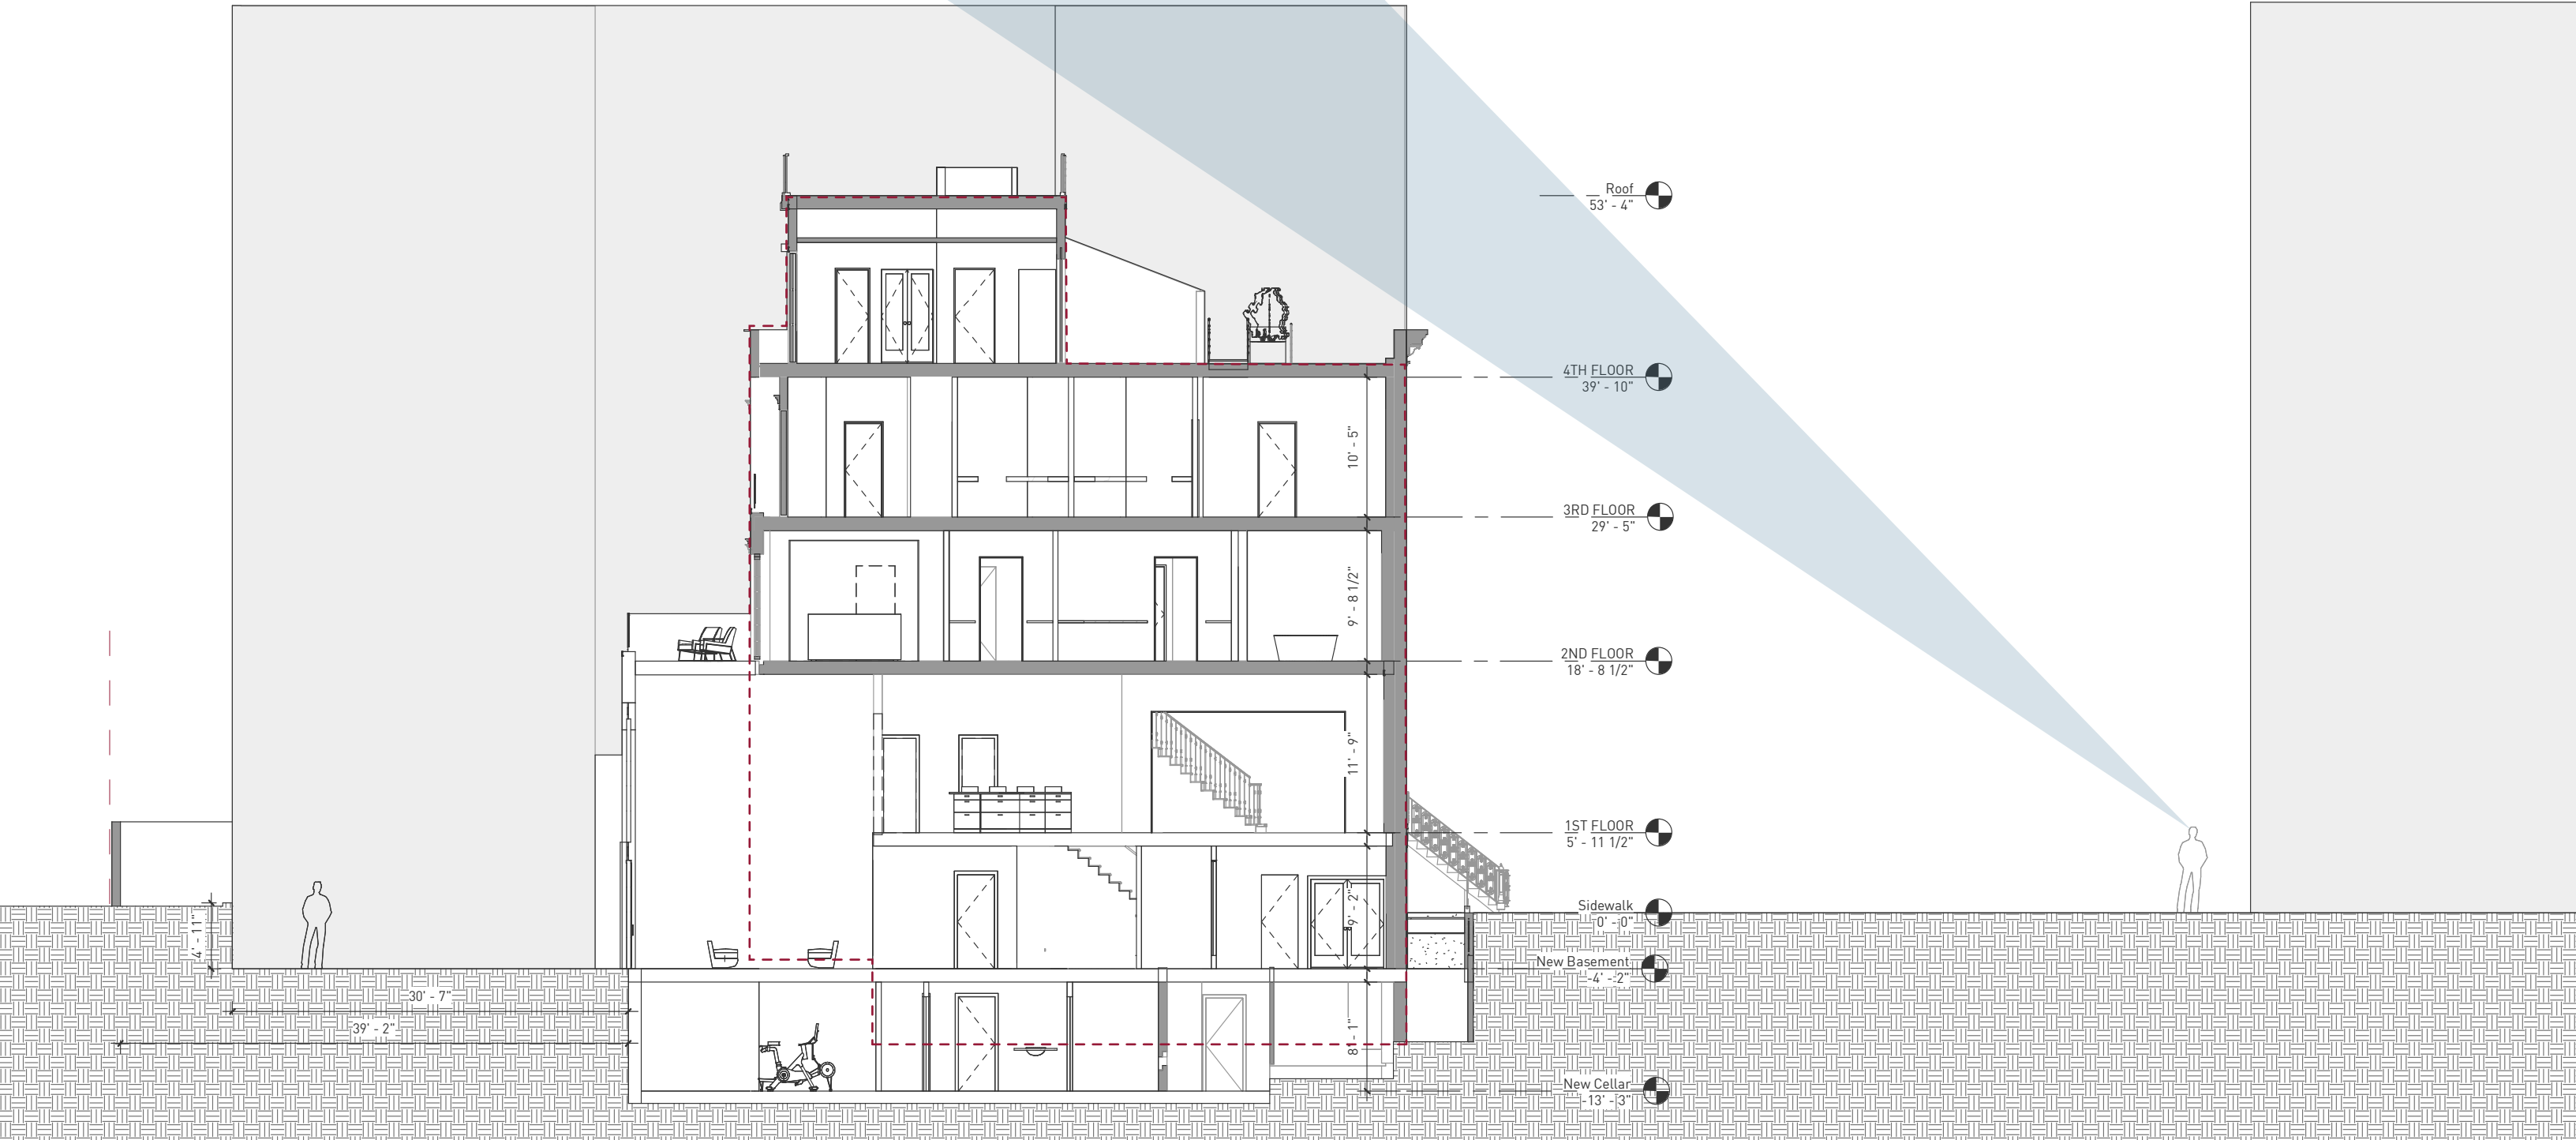 Roof
53' - 4"
4TH FLOOR
39' - 10"
10' - 5"
3RD FLOOR
29' - 5"
9' - 8 1/2"
2ND FLOOR
18' - 8 1/2"
11' - 9"
1ST FLOOR
5' - 11 1/2"
9' - 2"
Sidewalk
0' - 0"
4' - 1"
New Basement
-4' - 2"
30' - 7"
39' - 2"
8' - 1"
New Cellar
-13' - 3"